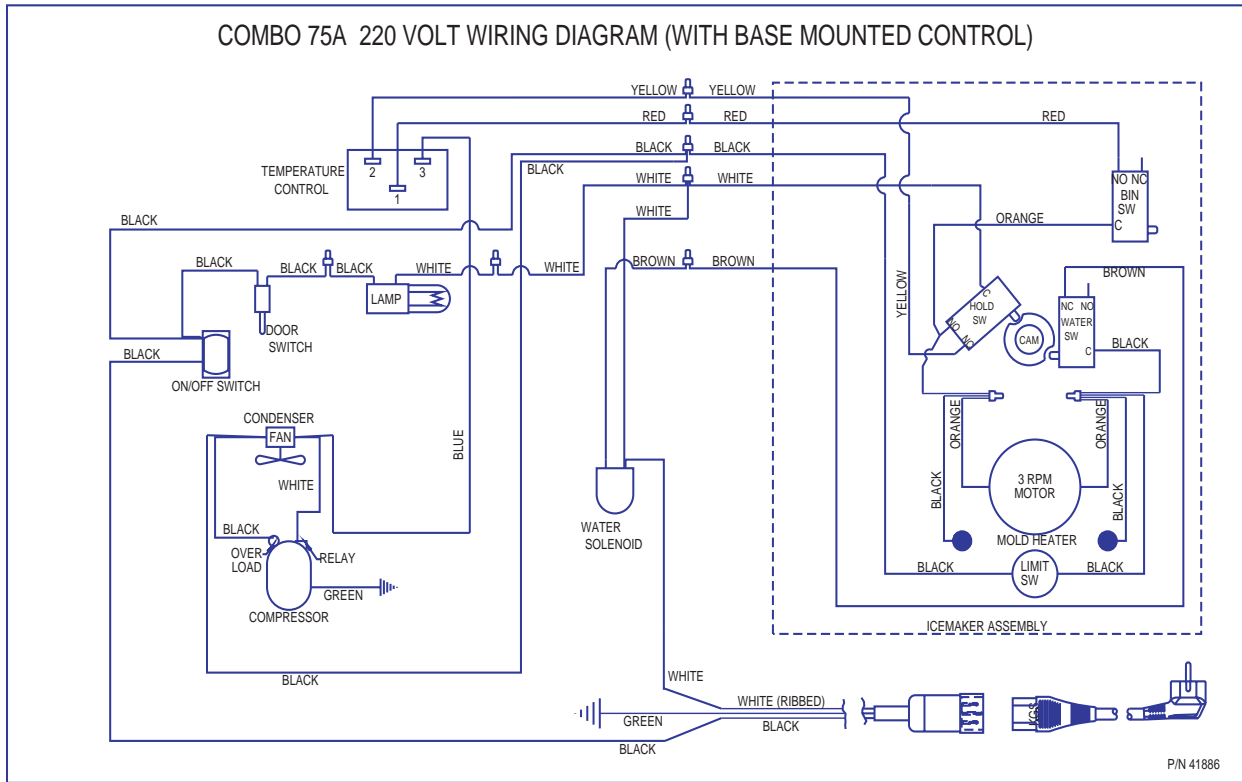 COMBO 75A 220 VOLT WIRING DIAGRAM (WITH BASE MOUNTED CONTROL)
YELLOW YELLOW
RED RED RED
BLACK BLACK
BLACK
TEMPERATURE
CONTROL
2 3
1
WHITE WHITE
WHITE
NO NC
BIN
SW
C
BLACK
ORANGE
BLACK
BLACK BLACK
WHITE WHITE
BROWN BROWN
BROWN
LAMP
DOOR
SWITCH
YELLOW
C
HOLD
SW
NO
NO
CAM
NC NO
WATER
SW
C
BLACK
BLACK
ON/OFF SWITCH
CONDENSER
FAN
WHITE
BLUE
BLACK
OVER
LOAD
RELAY
GREEN
COMPRESSOR
BLACK
WATER
SOLENOID
ORANGE
ORANGE
BLACK
BLACK
3 RPM
MOTOR
MOLD HEATER
BLACK
LIMIT
SW
BLACK
ICEMAKER ASSEMBLY
WHITE
WHITE (RIBBED)
GREEN
BLACK
BLACK
KGS
P/N 41886